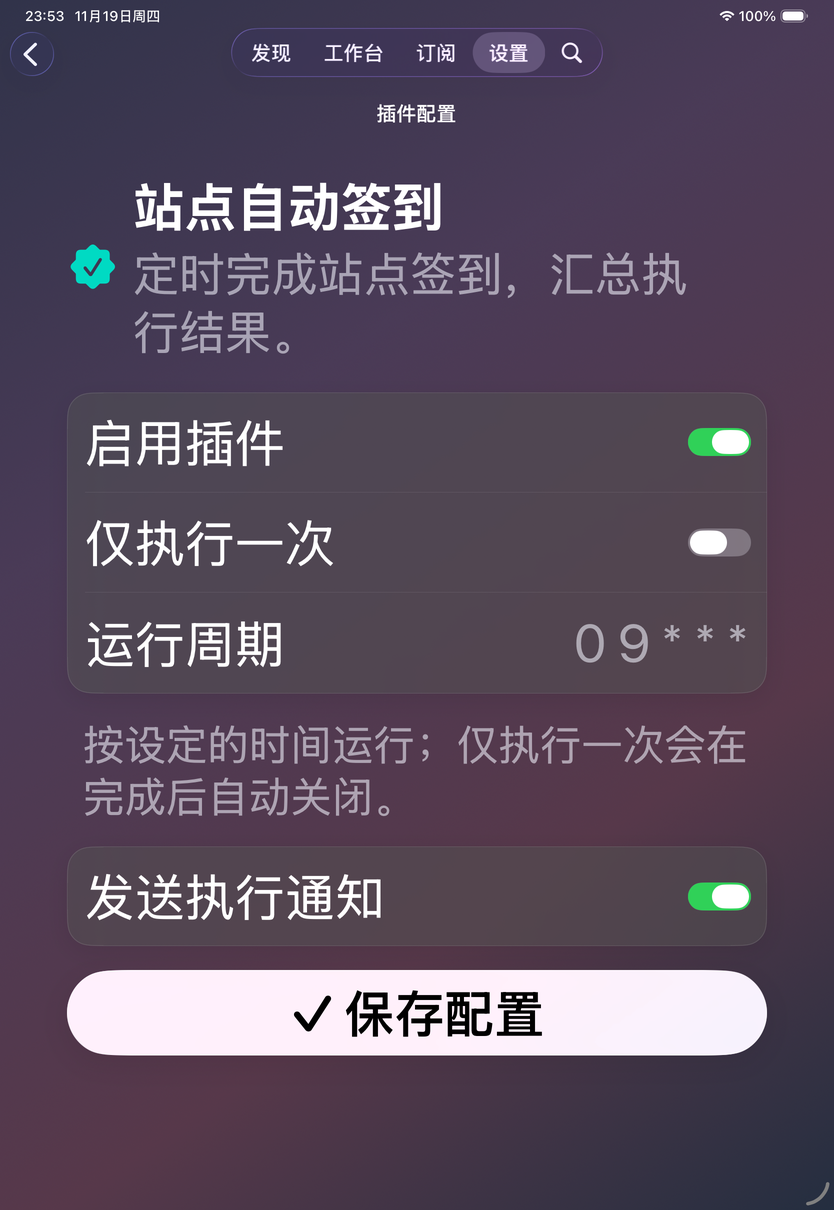 23:53 11月19日周四
100%
发现 工作台 订阅 设置
插件配置
站点自动签到
定时完成站点签到，汇总执
行结果。
启用插件
仅执行一次
运行周期 0 9 * * *
按设定的时间运行；仅执行一次会在
完成后自动关闭。
发送执行通知
保存配置